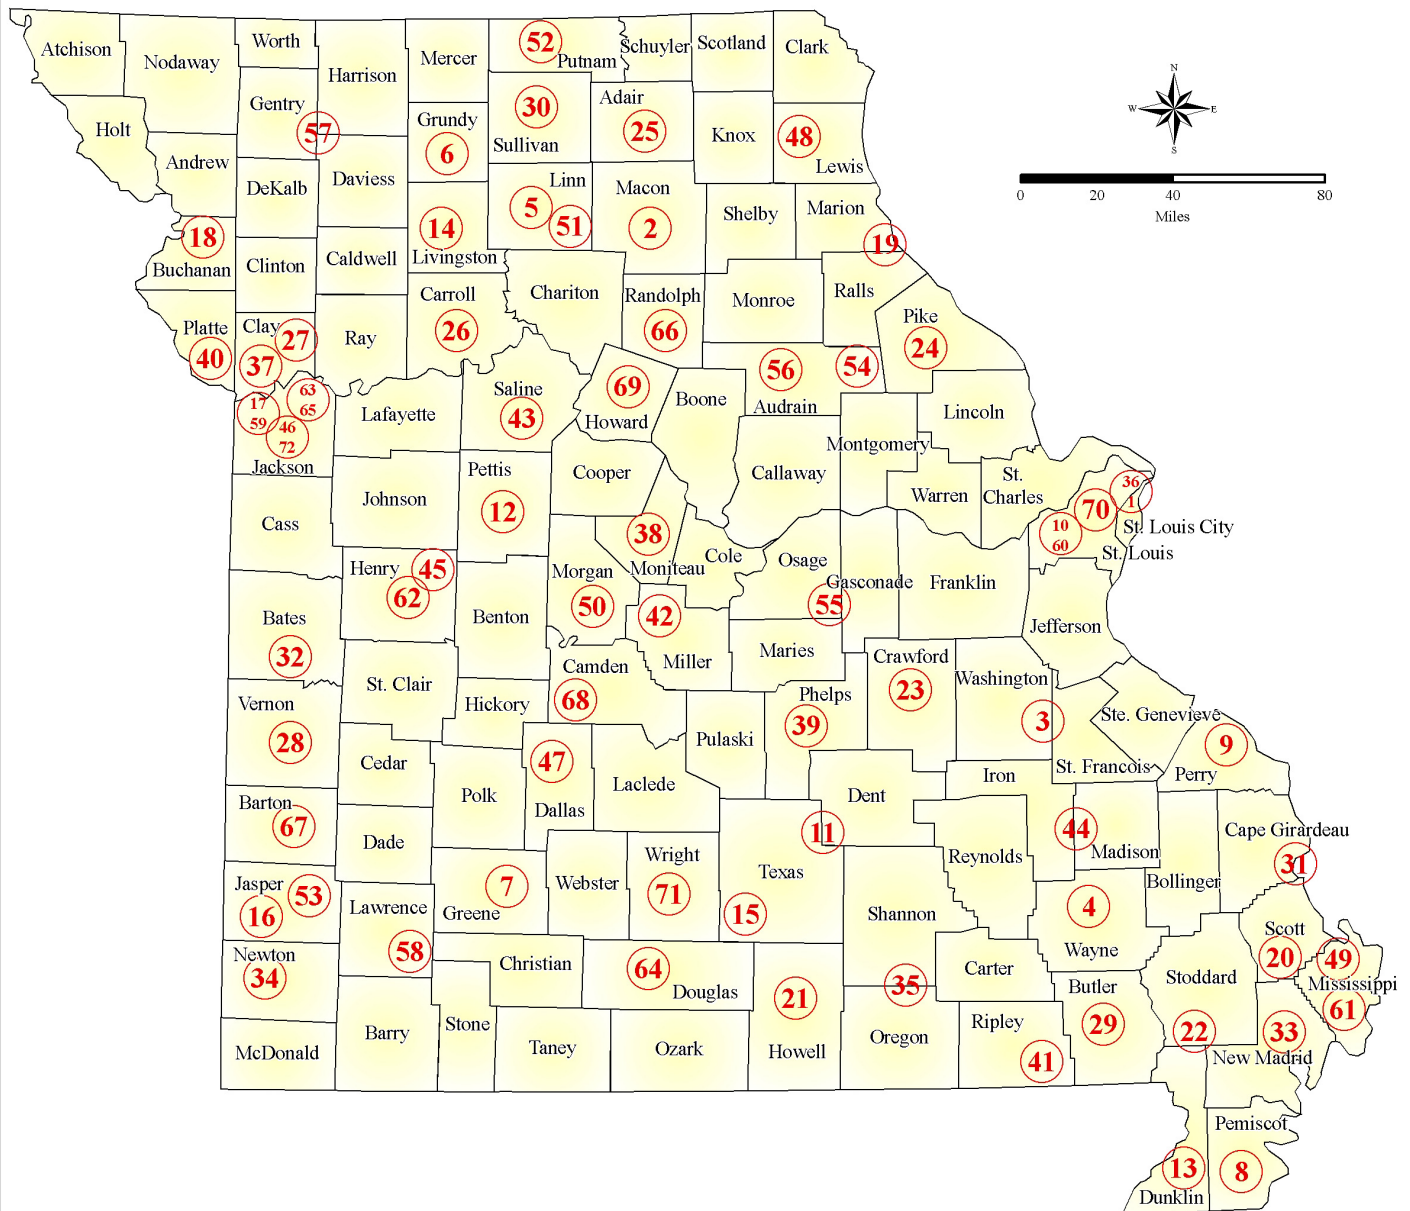 Atchison
Nodaway
Worth
Harrison
Mercer
52
Putnam
Schuyler
Scotland
Clark
N
W
E
S
Holt
Gentry
57
Grundy
6
30
Sullivan
Adair
25
Knox
48
Lewis
Andrew
DeKalb
Daviess
Linn
5
51
Macon
2
Shelby
Marion
19
0
20
40
80
Miles
18
Buchanan
Clinton
Caldwell
14
Livingston
Chariton
Randolph
66
Monroe
Ralls
Pike
24
Platte
40
Clay
27
37
Ray
Carroll
26
Saline
43
69
Howard
Boone
56
Audrain
54
Lincoln
17
59
63
65
46
72
Jackson
Lafayette
Cooper
Callaway
Montgomery
Warren
St.
Charles
36
1
70
10
60
St. Louis City
St. Louis
Cass
Johnson
Pettis
12
38
Moniteau
Cole
Osage
Gasconade
55
Franklin
Jefferson
Henry
45
62
Benton
Morgan
50
42
Miller
Maries
Bates
32
St. Clair
Hickory
Camden
68
Phelps
39
Crawford
23
Washington
3
Ste. Genevieve
St. Francois
9
Perry
Vernon
28
Cedar
Polk
47
Dallas
Laclede
Pulaski
Dent
11
Iron
44
Madison
Bollinger
Cape Girardeau
31
Barton
67
Dade
7
Greene
Webster
Wright
71
Texas
15
Shannon
35
Reynolds
4
Wayne
Jasper
53
16
Lawrence
58
Christian
64
Douglas
21
Howell
Carter
Butler
29
Stoddard
22
Scott
20
49
Mississippi
61
33
New Madrid
Newton
34
McDonald
Barry
Stone
Taney
Ozark
Oregon
Ripley
41
Pemiscot
8
13
Dunklin